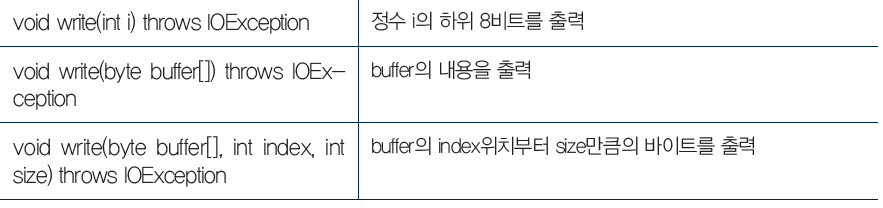 void write(int i) throws IOException
정수 i의 하위 8비트를 출력
void write(byte buffer[]) throws IOEx-
ception
buffer의 내용을 출력
void write(byte buffer[], int index, int
size) throws IOException
buffer의 index위치부터 size만큼의 바이트를 출력